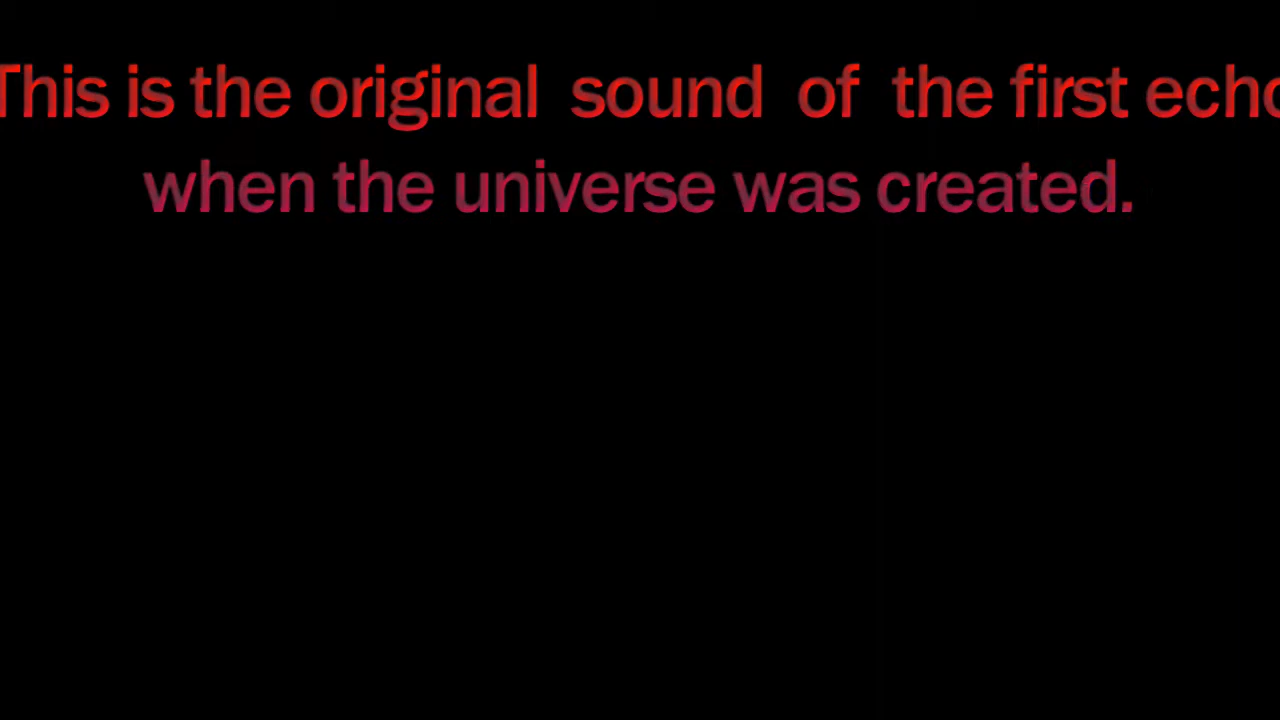 This is the original sound of the first echo
when the universe was created.